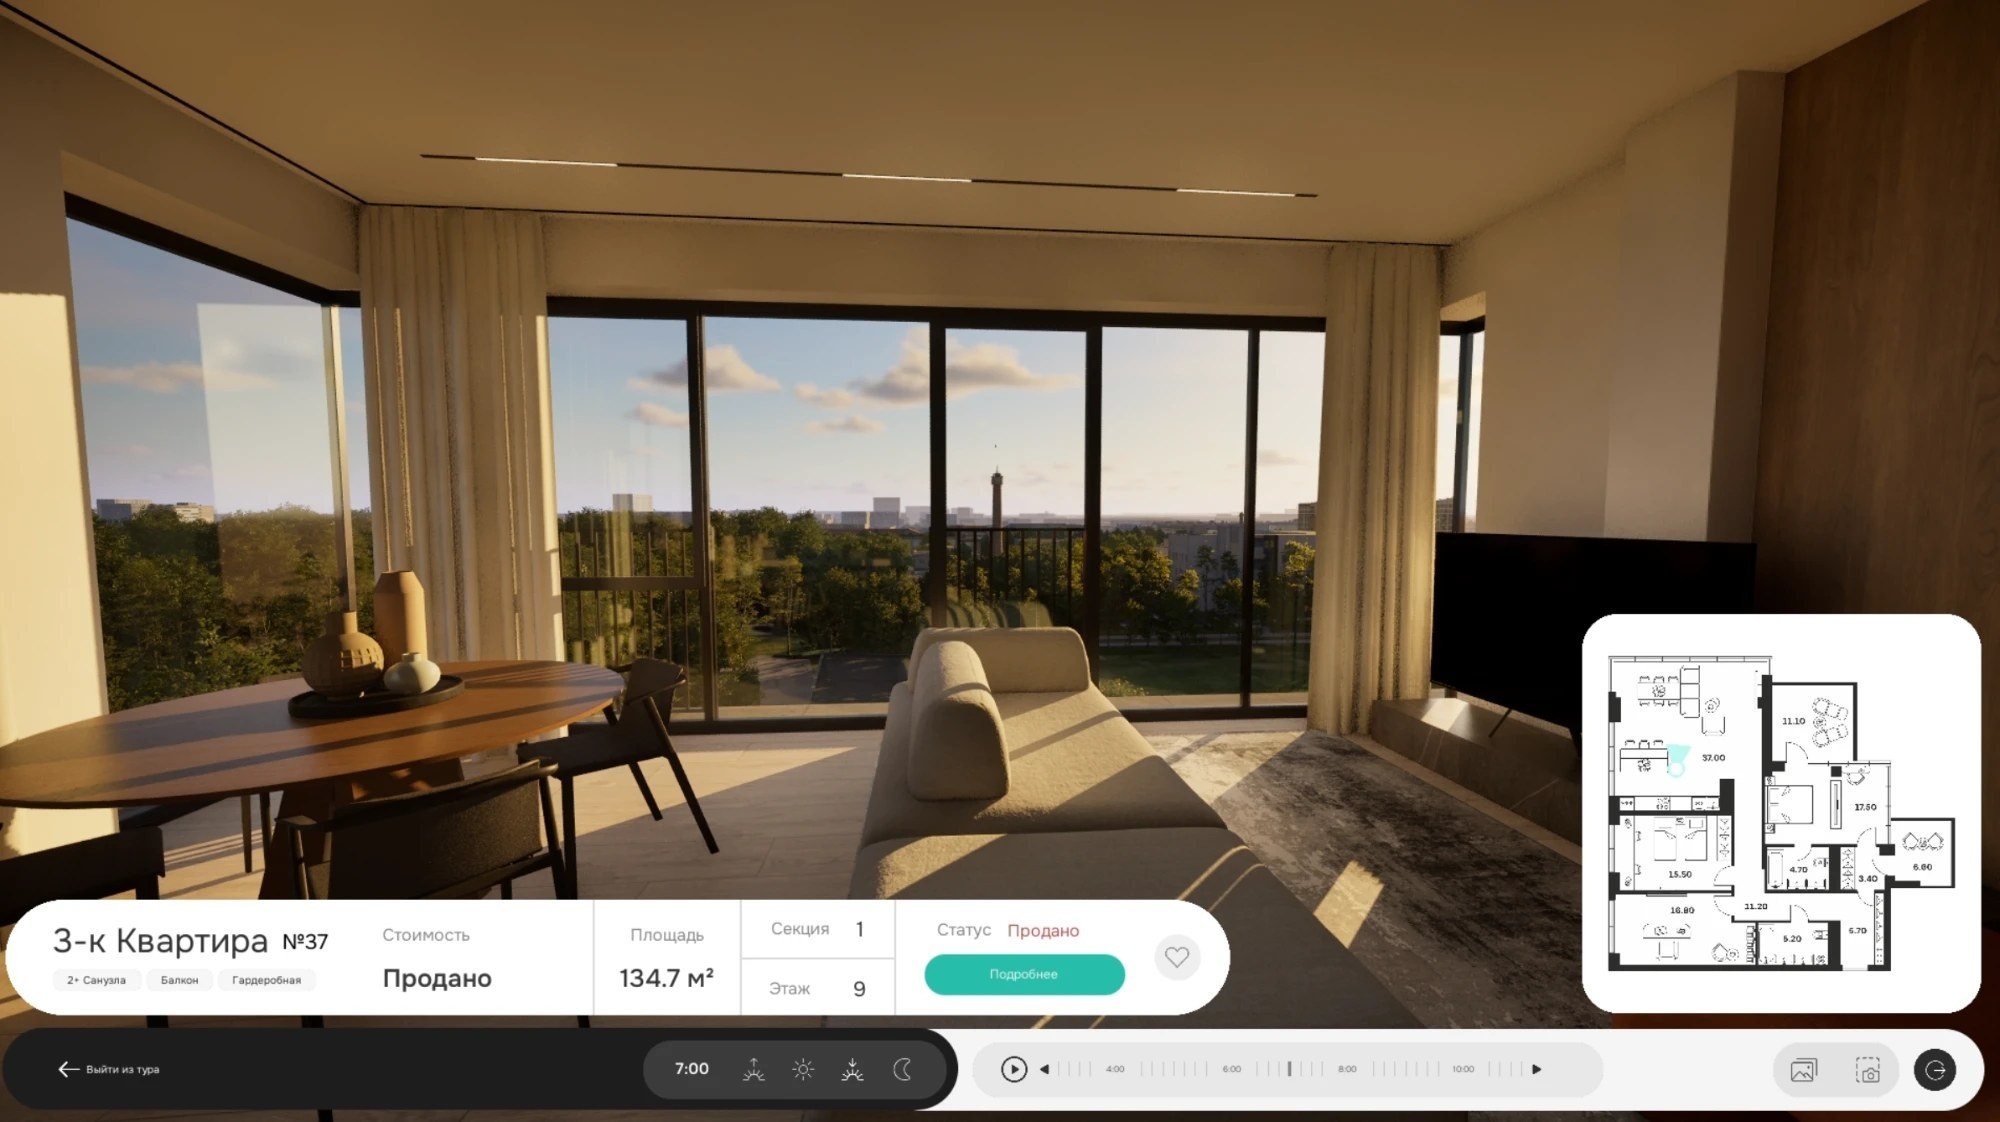 3-к Квартира №37
2+ Санузла Балкон Гардеробная
Стоимость
Продано
Площадь
134.7 м²
Секция 1
Этаж 9
Статус Продано
Подробнее
11.10
37.00
17.50
15.50
4.70
3.40
6.60
16.80
11.20
5.20
5.70
Выйти из тура
7:00
4:00 6:00 8:00 10:00